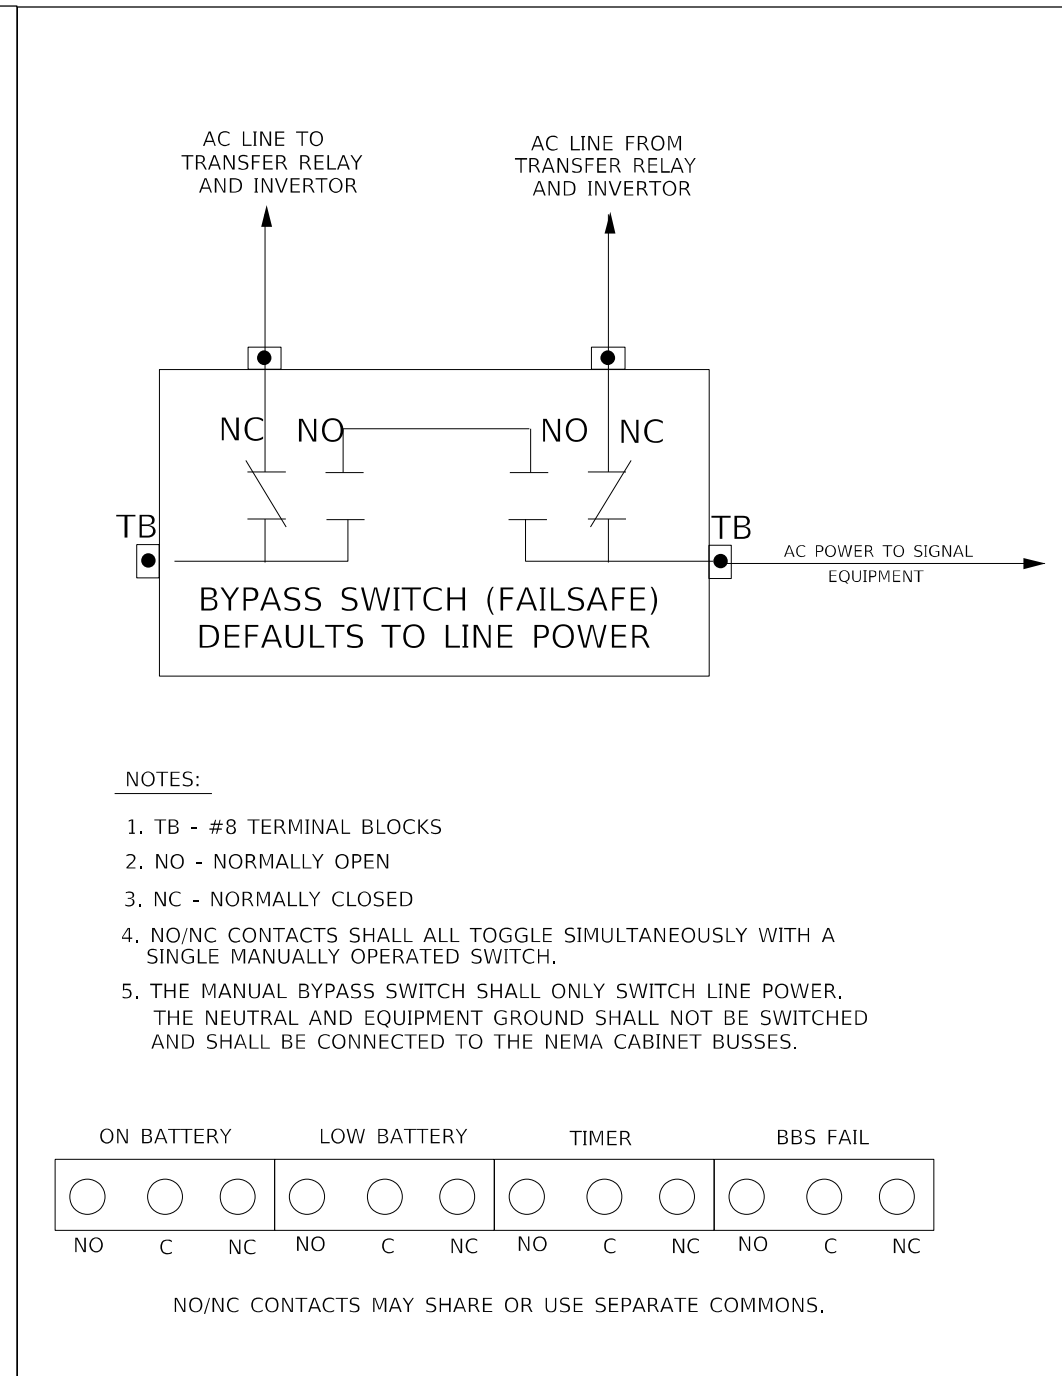 AC LINE TO
TRANSFER RELAY
AND INVERTOR
AC LINE FROM
TRANSFER RELAY
AND INVERTOR
NC NO NO NC
TB
TB
AC POWER TO SIGNAL
EQUIPMENT
BYPASS SWITCH (FAILSAFE)
DEFAULTS TO LINE POWER
NOTES:
1. TB - #8 TERMINAL BLOCKS
2. NO - NORMALLY OPEN
3. NC - NORMALLY CLOSED
4. NO/NC CONTACTS SHALL ALL TOGGLE SIMULTANEOUSLY WITH A
SINGLE MANUALLY OPERATED SWITCH.
5. THE MANUAL BYPASS SWITCH SHALL ONLY SWITCH LINE POWER.
THE NEUTRAL AND EQUIPMENT GROUND SHALL NOT BE SWITCHED
AND SHALL BE CONNECTED TO THE NEMA CABINET BUSSES.
ON BATTERY LOW BATTERY TIMER BBS FAIL
NO C NC NO C NC NO C NC NO C NC
NO/NC CONTACTS MAY SHARE OR USE SEPARATE COMMONS.